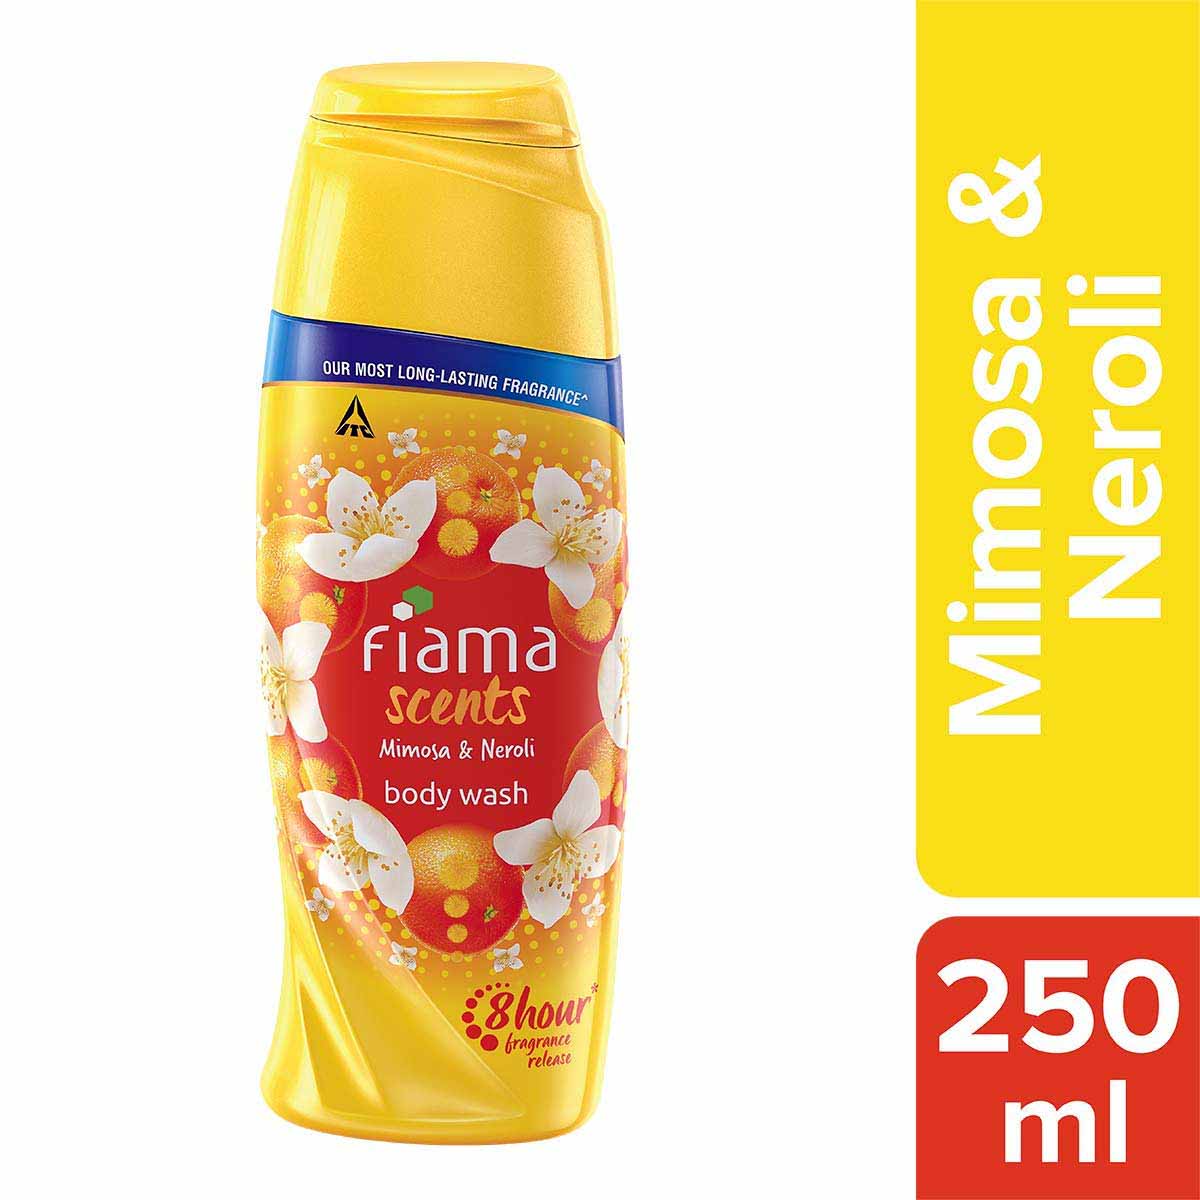 OUR MOST LONG-LASTING FRAGRANCE^
ITC
fiama
scents
Mimosa & Neroli
body wash
8hour*
fragrance
release
Mimosa &
Neroli
250
ml